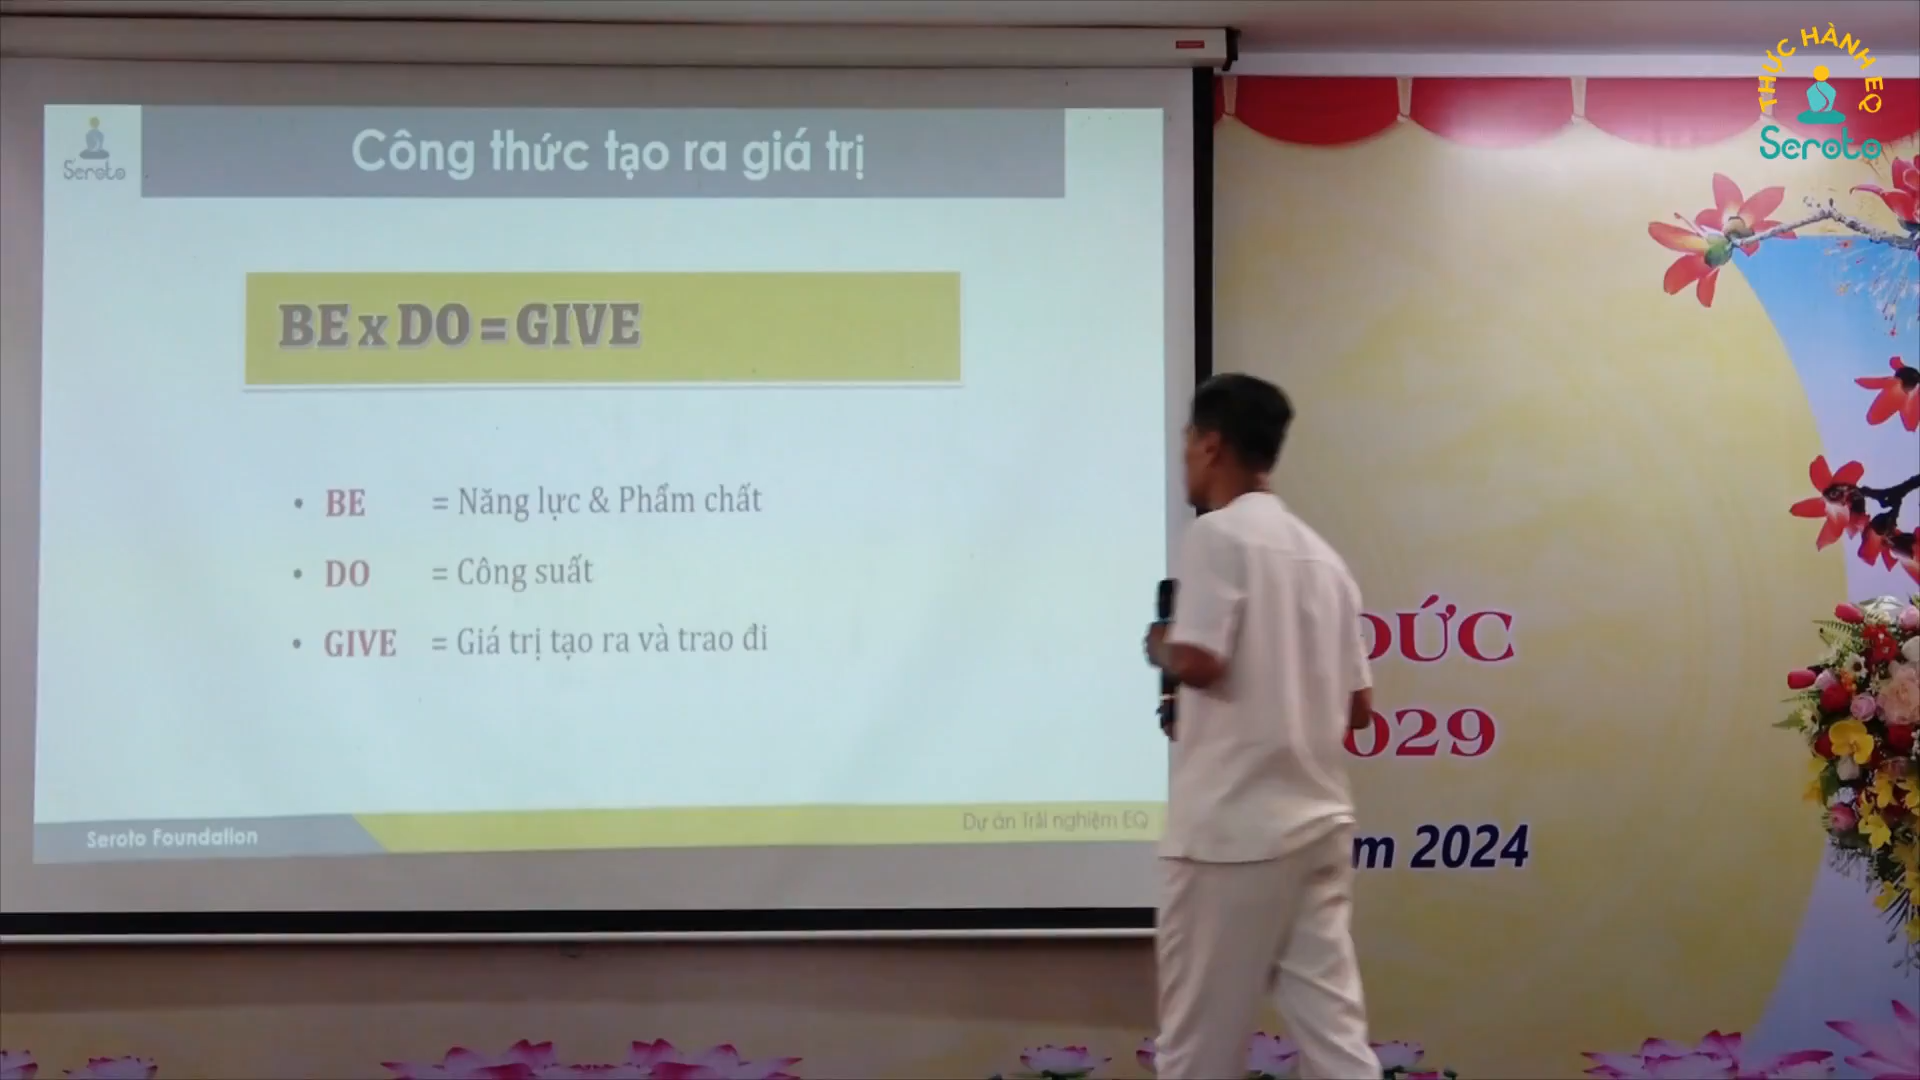 THỰC HÀNH EQ
Seroto
Seroto
Công thức tạo ra giá trị
BE x DO = GIVE
• BE = Năng lực & Phẩm chất
• DO = Công suất
• GIVE = Giá trị tạo ra và trao đi
Seroto Foundation
Dự án Trải nghiệm EQ
ĐỨC
029
m 2024